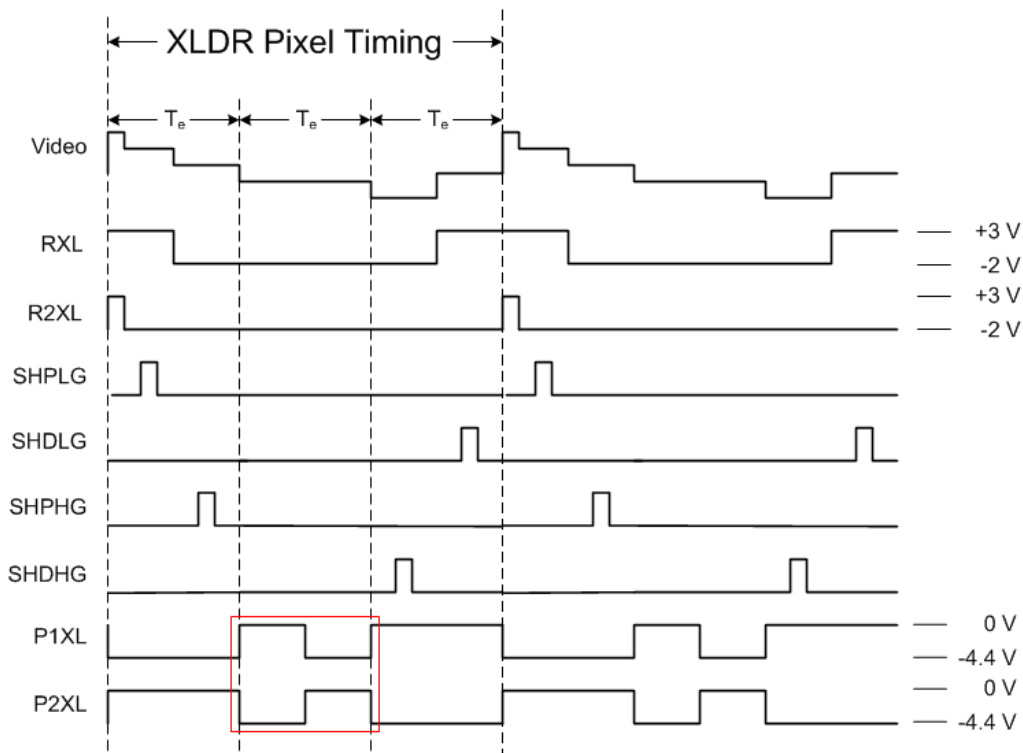 XLDR Pixel Timing
Te Te Te
Video
RXL +3 V
-2 V
R2XL +3 V
-2 V
SHPLG
SHDLG
SHPHG
SHDHG
P1XL 0 V
-4.4 V
P2XL 0 V
-4.4 V